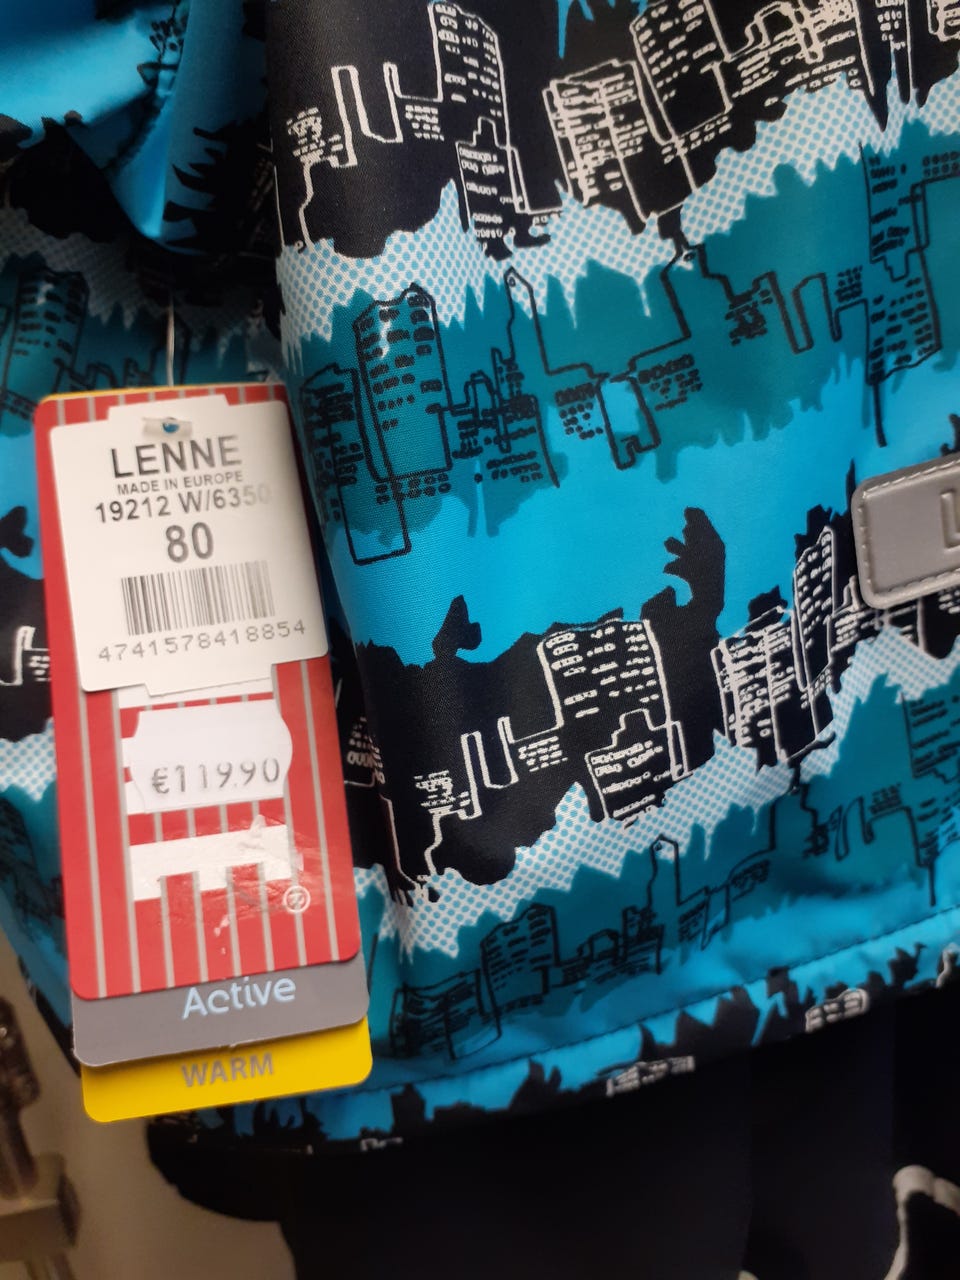 LENNE
MADE IN EUROPE
19212 W/6350
80
4741578418854
€119.90
®
Active
WARM
L